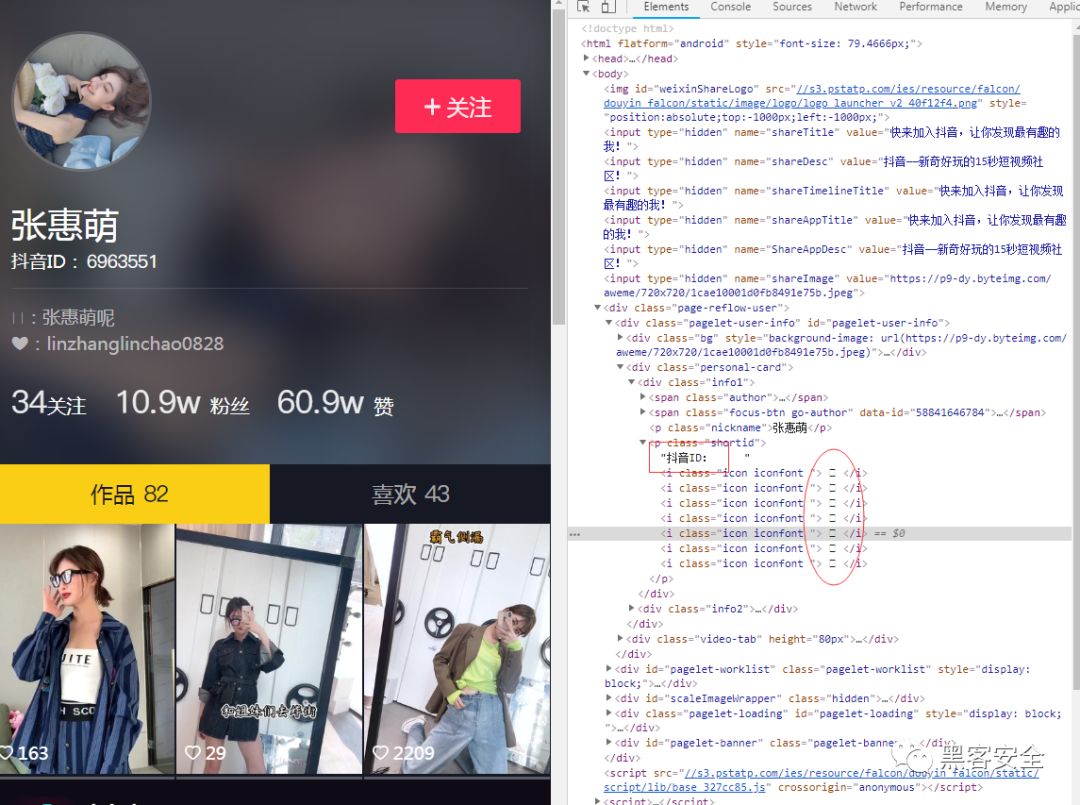 + 关注
张惠萌
抖音ID： 6963551
：张惠萌呢
：linzhanglinchao0828
34关注 10.9w 粉丝 60.9w 赞
作品 82
喜欢 43
霸气侧漏
和姐妹们去炸街
UITE
H SCO
163
29
2209
Elements Console Sources Network Performance Memory Applic
<!doctype html>
<html flatform="android" style="font-size: 79.4666px;">
<head>…</head>
<body>
<img id="weixinShareLogo" src="//s3.pstatp.com/ies/resource/falcon/
douyin_falcon/static/image/logo/logo_launcher_v2_40f12f4.png" style=
"position:absolute;top:-1000px;left:-1000px;">
<input type="hidden" name="shareTitle" value="快来加入抖音，让你发现最有趣的
我！">
<input type="hidden" name="shareDesc" value="抖音——新奇好玩的15秒短视频社
区！">
<input type="hidden" name="shareTimelineTitle" value="快来加入抖音，让你发现
最有趣的我！">
<input type="hidden" name="shareAppTitle" value="快来加入抖音，让你发现最有趣
的我！">
<input type="hidden" name="ShareAppDesc" value="抖音——新奇好玩的15秒短视频社
区！">
<input type="hidden" name="shareImage" value="https://p9-dy.byteimg.com/
aweme/720x720/1cae10001d0fb8491e75b.jpeg">
<div class="page-reflow-user">
<div class="pagelet-user-info" id="pagelet-user-info">
<div class="bg" style="background-image: url(https://p9-dy.byteimg.com/
aweme/720x720/1cae10001d0fb8491e75b.jpeg)">…</div>
<div class="personal-card">
<div class="info1">
<span class="author">…</span>
<span class="focus-btn go-author" data-id="58841646784">…</span>
<p class="nickname">张惠萌</p>
<p class="shortid">
"抖音ID： "
<i class="icon iconfont "> </i>
<i class="icon iconfont "> </i>
<i class="icon iconfont "> </i>
<i class="icon iconfont "> </i>
<i class="icon iconfont "> </i> == $0
<i class="icon iconfont "> </i>
<i class="icon iconfont "> </i>
</p>
</div>
<div class="info2">…</div>
</div>
<div class="video-tab" height="80px">…</div>
</div>
<div id="pagelet-worklist" class="pagelet-worklist" style="display:
block;">…</div>
<div id="scaleImageWrapper" class="hidden">…</div>
<div class="pagelet-loading" id="pagelet-loading" style="display: block;
">…</div>
<div id="pagelet-banner" class="pagelet-banner"> </div>
</div>
<script src="//s3.pstatp.com/ies/resource/falcon/douyin_falcon/static/
script/lib/base_327cc85.js" crossorigin="anonymous"></script>
<script>…</script>
黑客安全